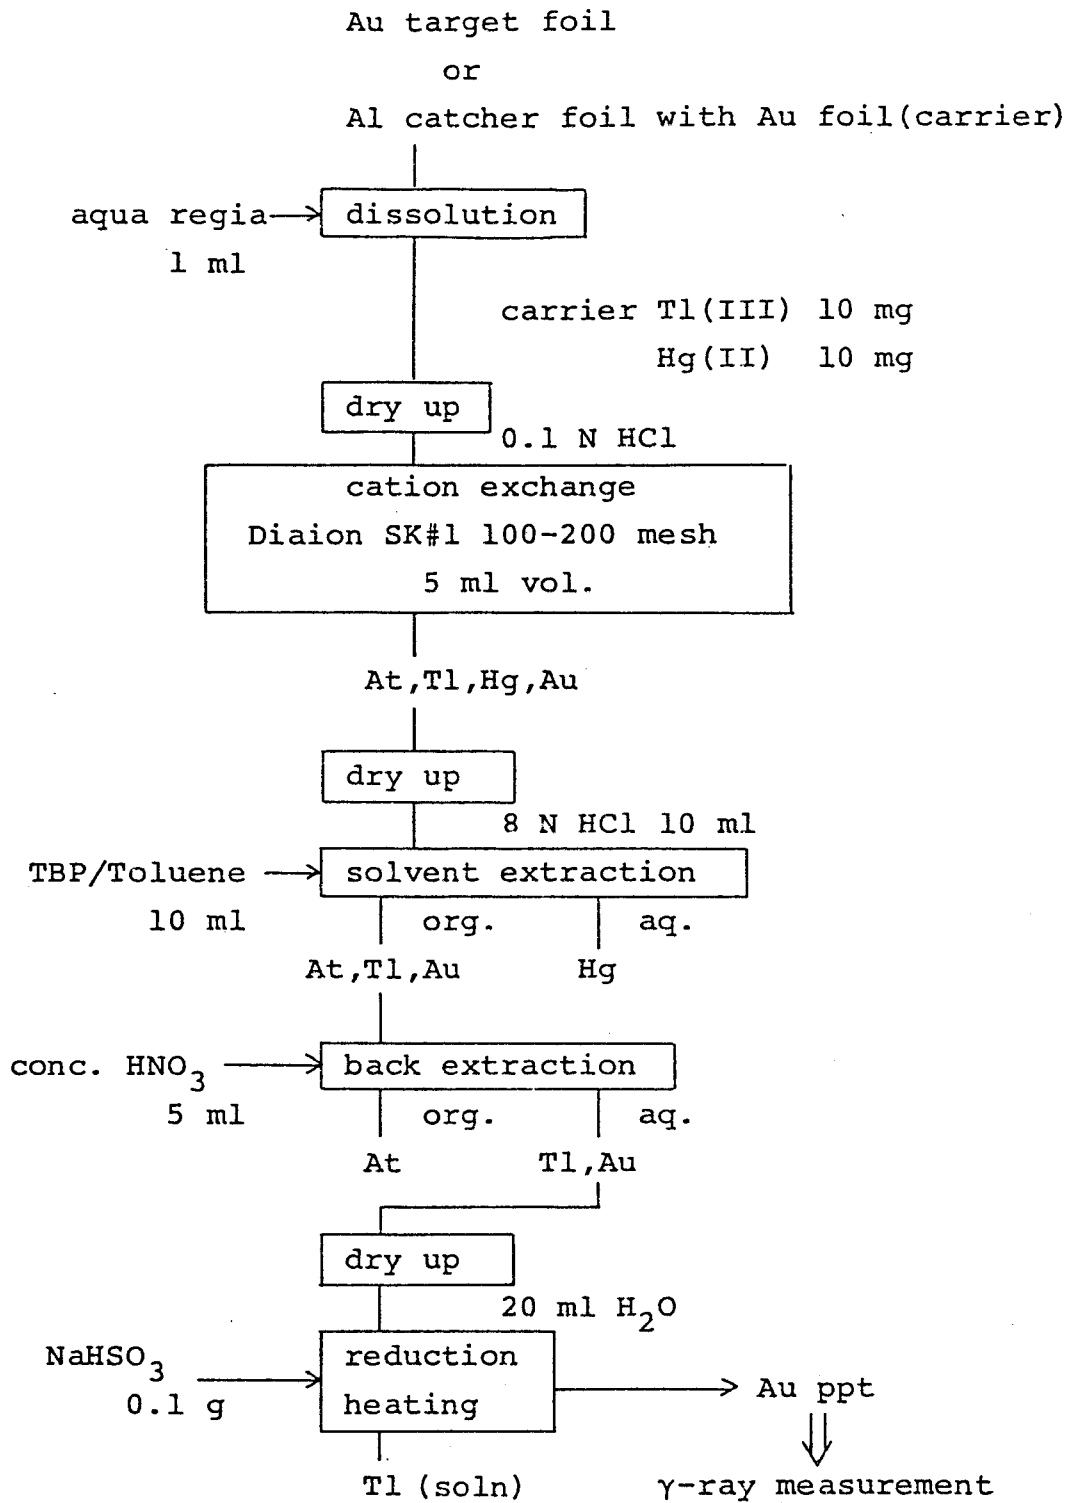 Au target foil
or
Al catcher foil with Au foil(carrier)
aqua regia
1 ml
dissolution
carrier Tl(III) 10 mg
Hg(II) 10 mg
dry up
0.1 N HCl
cation exchange
Diaion SK#1 100-200 mesh
5 ml vol.
At,Tl,Hg,Au
dry up
8 N HCl 10 ml
TBP/Toluene
10 ml
solvent extraction
org. aq.
At,Tl,Au Hg
conc. HNO3
5 ml
back extraction
org. aq.
At Tl,Au
dry up
20 ml H2O
NaHSO3
0.1 g
reduction
heating
Au ppt
Tl (soln)
γ-ray measurement